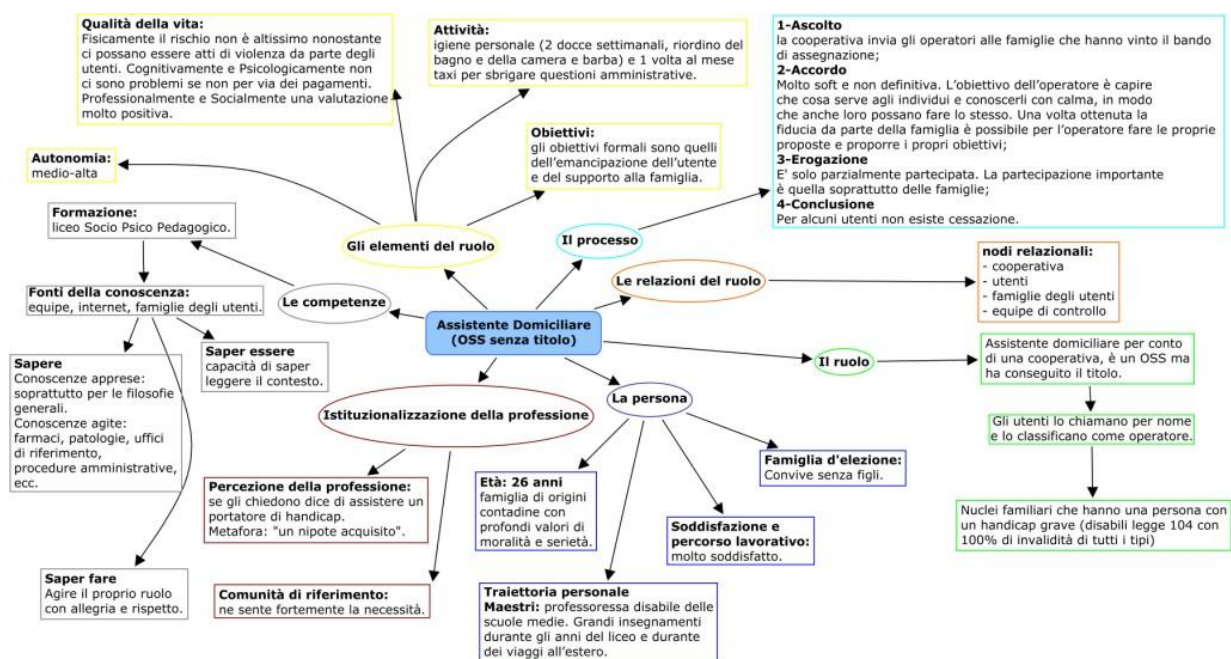 Qualità della vita:
Fisicamente il rischio non è altissimo nonostante
ci possano essere atti di violenza da parte degli
utenti. Cognitivamente e Psicologicamente non
ci sono problemi se non per via dei pagamenti.
Professionalmente e Socialmente una valutazione
molto positiva.
Attività:
igiene personale (2 docce settimanali, riordino del
bagno e della camera e barba) e 1 volta al mese
taxi per sbrigare questioni amministrative.
1-Ascolto
la cooperativa invia gli operatori alle famiglie che hanno vinto il bando
di assegnazione;
2-Accordo
Molto soft e non definitiva. L'obiettivo dell'operatore è capire
che cosa serve agli individui e conoscerli con calma, in modo
che anche loro possano fare lo stesso. Una volta ottenuta la
fiducia da parte della famiglia è possibile per l'operatore fare le proprie
proposte e proporre i propri obiettivi;
3-Erogazione
E' solo parzialmente partecipata. La partecipazione importante
è quella soprattutto delle famiglie;
4-Conclusione
Per alcuni utenti non esiste cessazione.
Obiettivi:
gli obiettivi formali sono quelli
dell'emancipazione dell'utente
e del supporto alla famiglia.
Autonomia:
medio-alta
Formazione:
liceo Socio Psico Pedagogico.
Gli elementi del ruolo
Il processo
nodi relazionali:
- cooperativa
- utenti
- famiglie degli utenti
- equipe di controllo
Le relazioni del ruolo
Fonti della conoscenza:
equipe, internet, famiglie degli utenti.
Le competenze
Assistente Domiciliare
(OSS senza titolo)
Saper essere
capacità di saper
leggere il contesto.
Il ruolo
Assistente domiciliare per conto
di una cooperativa, è un OSS ma
ha conseguito il titolo.
Sapere
Conoscenze apprese:
soprattutto per le filosofie
generali.
Conoscenze agite:
farmaci, patologie, uffici
di riferimento,
procedure amministrative,
ecc.
Istituzionalizzazione della professione
La persona
Gli utenti lo chiamano per nome
e lo classificano come operatore.
Percezione della professione:
se gli chiedono dice di assistere un
portatore di handicap.
Metafora: "un nipote acquisito".
Età: 26 anni
famiglia di origini
contadine con
profondi valori di
moralità e serietà.
Famiglia d'elezione:
Convive senza figli.
Soddisfazione e
percorso lavorativo:
molto soddisfatto.
Nuclei familiari che hanno una persona con
un handicap grave (disabili legge 104 con
100% di invalidità di tutti i tipi)
Saper fare
Agire il proprio ruolo
con allegria e rispetto.
Comunità di riferimento:
ne sente fortemente la necessità.
Traiettoria personale
Maestri: professoressa disabile delle
scuole medie. Grandi insegnamenti
durante gli anni del liceo e durante
dei viaggi all'estero.